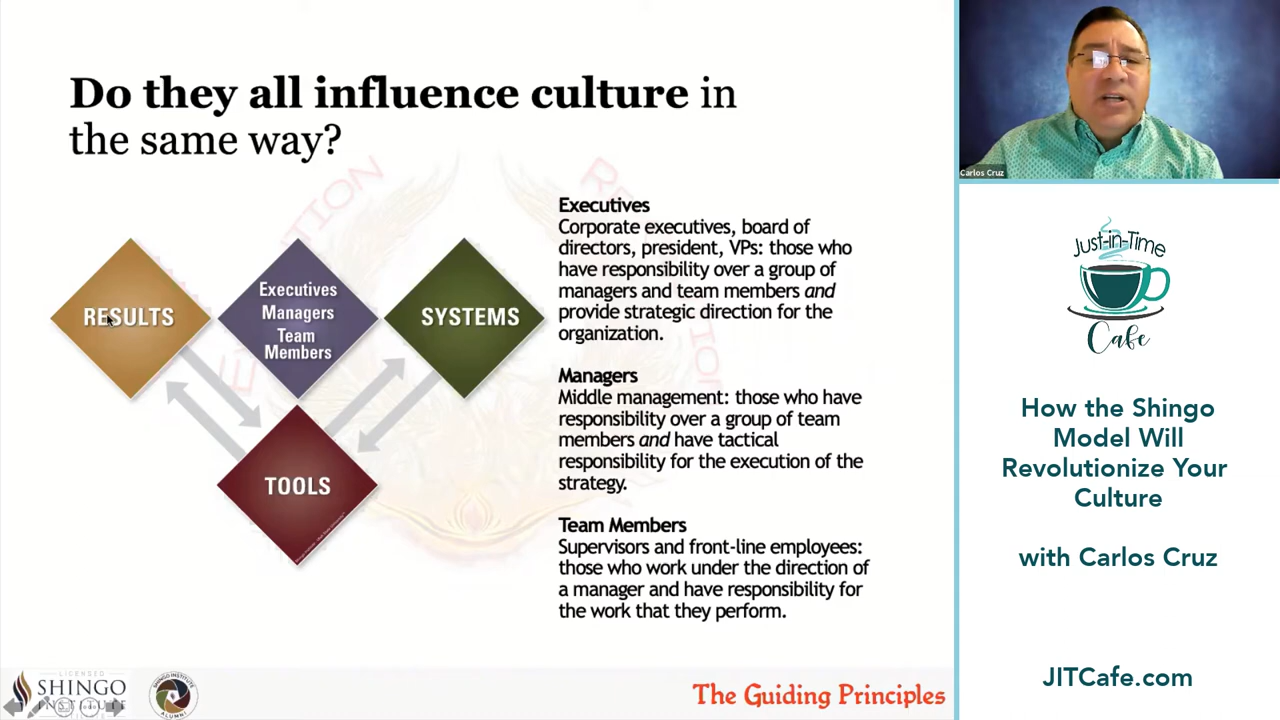 Do they all influence culture in
the same way?
RESULTS
Executives
Managers
Team
Members
SYSTEMS
TOOLS
Executives
Corporate executives, board of
directors, president, VPs: those who
have responsibility over a group of
managers and team members and
provide strategic direction for the
organization.
Managers
Middle management: those who have
responsibility over a group of team
members and have tactical
responsibility for the execution of the
strategy.
Team Members
Supervisors and front-line employees:
those who work under the direction of
a manager and have responsibility for
the work that they perform.
LICENSED
SHINGO
INSTITUTE
SHINGO INSTITUTE
ALUMNI
The Guiding Principles
Carlos Cruz
Just-in-Time
Cafe
How the Shingo
Model Will
Revolutionize Your
Culture
with Carlos Cruz
JITCafe.com